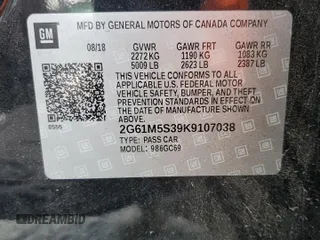 GM
MFD BY GENERAL MOTORS OF CANADA COMPANY
08/18 GVWR GAWR FRT GAWR RR
2272 KG 1190 KG 1083 KG
5009 LB 2623 LB 2387 LB
THIS VEHICLE CONFORMS TO ALL APPLICABLE
U.S. FEDERAL MOTOR VEHICLE
SAFETY, BUMPER, AND THEFT
PREVENTION STANDARDS IN EFFECT
ON THE DATE OF MANUFACTURE
SHOWN ABOVE.
2G61M5S39K9107038
TYPE: PASS CAR
MODEL: 986GC69
DREAMBID